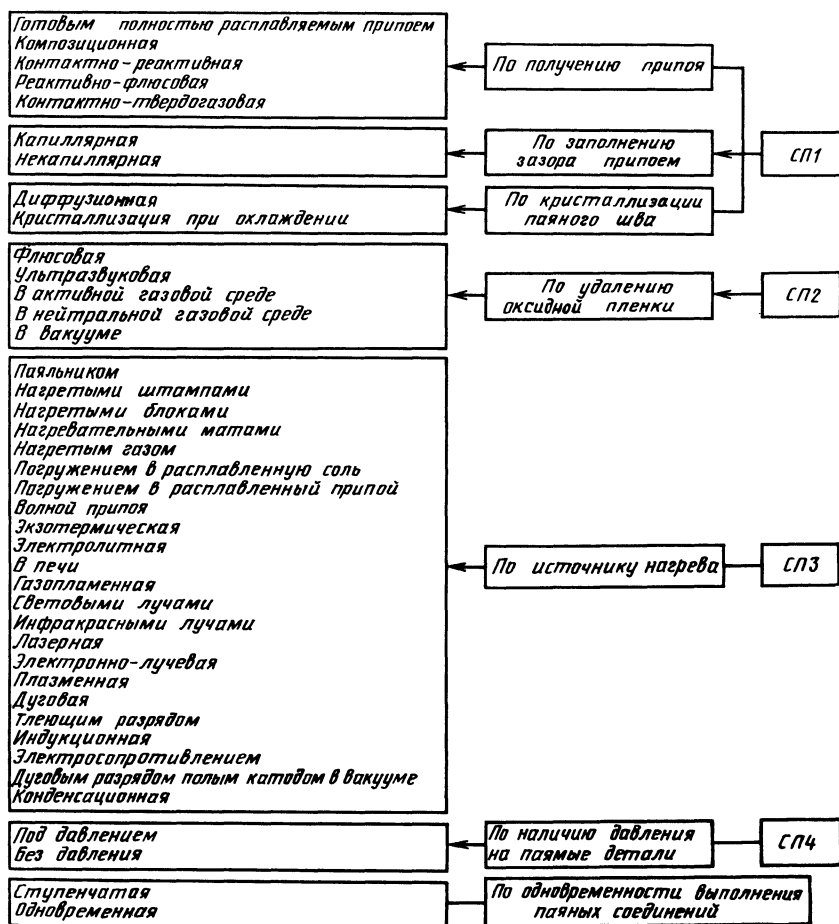 Готовым полностью расплавляемым припоем
Композиционная
Контактно-реактивная
Реактивно-флюсовая
Контактно-твердогазовая
По получению припоя
Капиллярная
Некапиллярная
По заполнению
зазора припоем
СП1
Диффузионная
Кристаллизация при охлаждении
По кристаллизации
паяного шва
Флюсовая
Ультразвуковая
В активной газовой среде
В нейтральной газовой среде
В вакууме
По удалению
оксидной пленки
СП2
Паяльником
Нагретыми штампами
Нагретыми блоками
Нагревательными матами
Нагретым газом
Погружением в расплавленную соль
Погружением в расплавленный припой
Волной припоя
Экзотермическая
Электролитная
В печи
Газопламенная
Световыми лучами
Инфракрасными лучами
Лазерная
Электронно-лучевая
Плазменная
Дуговая
Тлеющим разрядом
Индукционная
Электросопротивлением
Дуговым разрядом полым катодом в вакууме
Конденсационная
По источнику нагрева
СП3
Под давлением
Без давления
По наличию давления
на паямые детали
СП4
Ступенчатая
Одновременная
По одновременности выполнения
паяных соединений